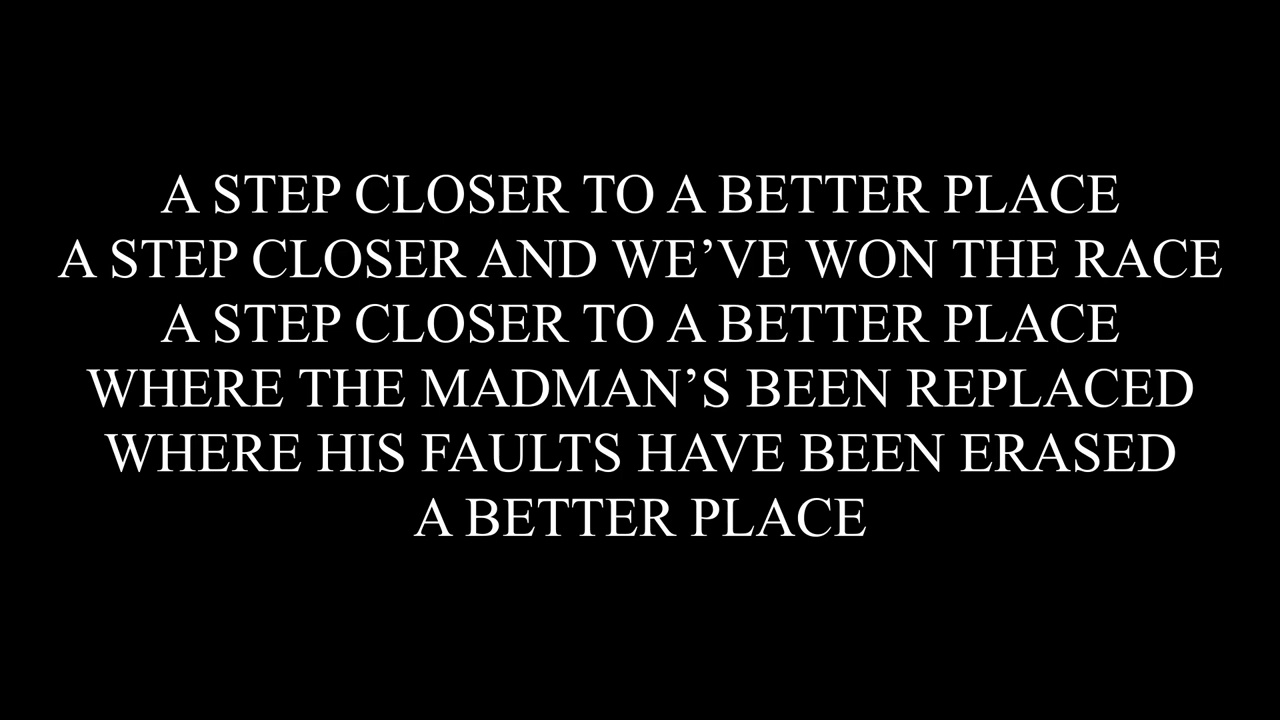 A STEP CLOSER TO A BETTER PLACE
A STEP CLOSER AND WE’VE WON THE RACE
A STEP CLOSER TO A BETTER PLACE
WHERE THE MADMAN’S BEEN REPLACED
WHERE HIS FAULTS HAVE BEEN ERASED
A BETTER PLACE